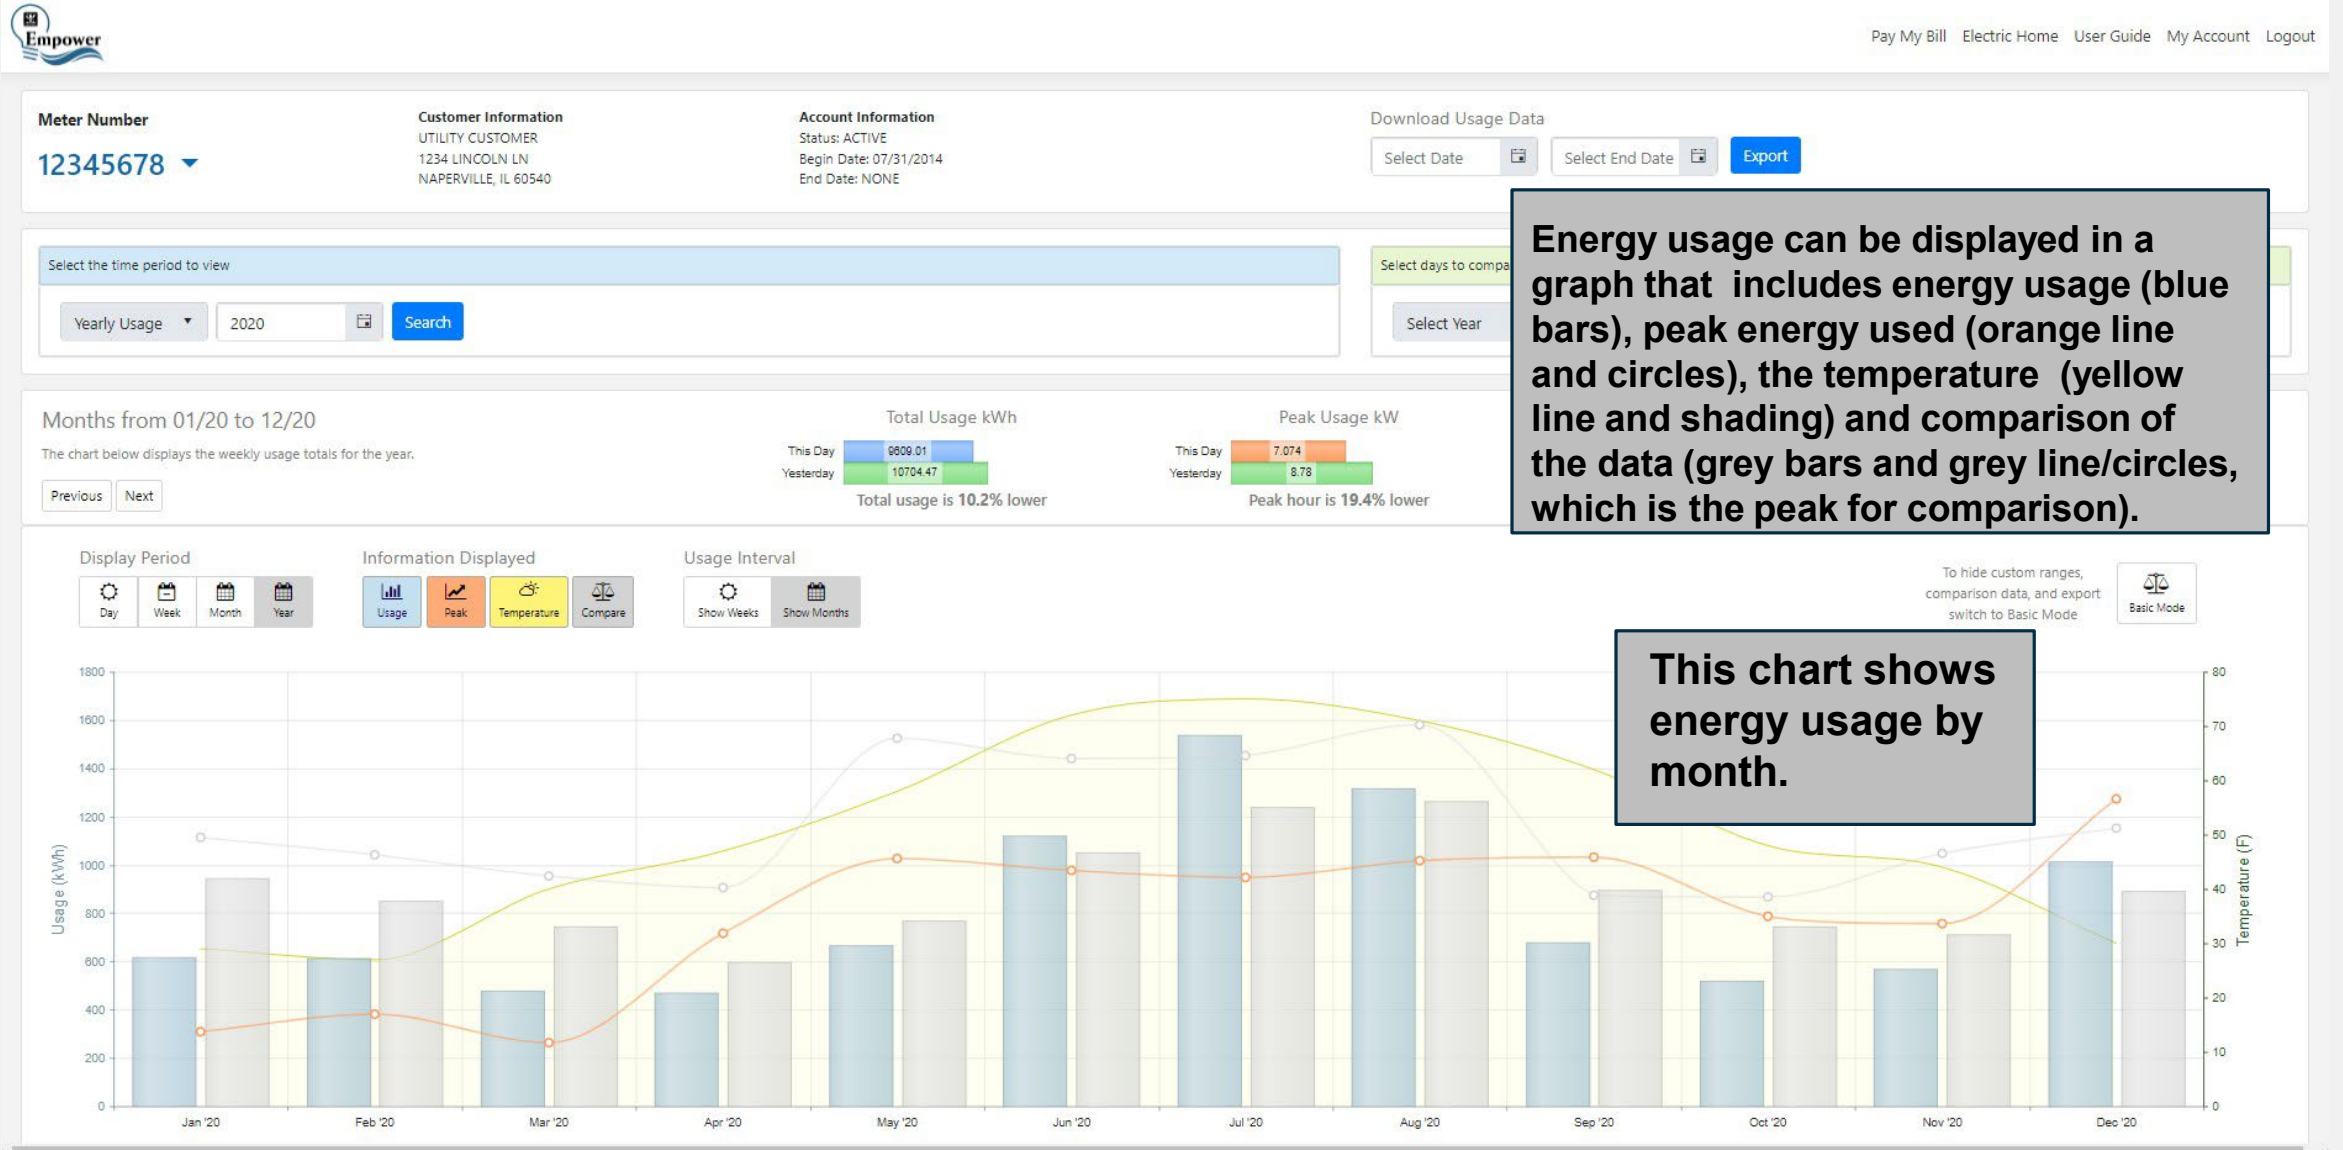 Empower
Pay My Bill Electric Home User Guide My Account Logout
Meter Number
12345678
Customer Information
UTILITY CUSTOMER
1234 LINCOLN LN
NAPERVILLE, IL 60540
Account Information
Status: ACTIVE
Begin Date: 07/31/2014
End Date: NONE
Download Usage Data
Select Date
Select End Date
Export
Select the time period to view
Yearly Usage
2020
Search
Select days to compa
Select Year
Energy usage can be displayed in a
graph that includes energy usage (blue
bars), peak energy used (orange line
and circles), the temperature (yellow
line and shading) and comparison of
the data (grey bars and grey line/circles,
which is the peak for comparison).
Months from 01/20 to 12/20
The chart below displays the weekly usage totals for the year.
Previous Next
Total Usage kWh
This Day 9609.01
Yesterday 10704.47
Total usage is 10.2% lower
Peak Usage kW
This Day 7.074
Yesterday 8.78
Peak hour is 19.4% lower
Display Period
Day Week Month Year
Information Displayed
Usage Peak Temperature Compare
Usage Interval
Show Weeks Show Months
To hide custom ranges,
comparison data, and export
switch to Basic Mode
Basic Mode
This chart shows
energy usage by
month.
Usage (kWh)
1800
1600
1400
1200
1000
800
600
400
200
0
80
70
60
50
40
30
20
10
0
Temperature (F)
Jan '20 Feb '20 Mar '20 Apr '20 May '20 Jun '20 Jul '20 Aug '20 Sep '20 Oct '20 Nov '20 Dec '20